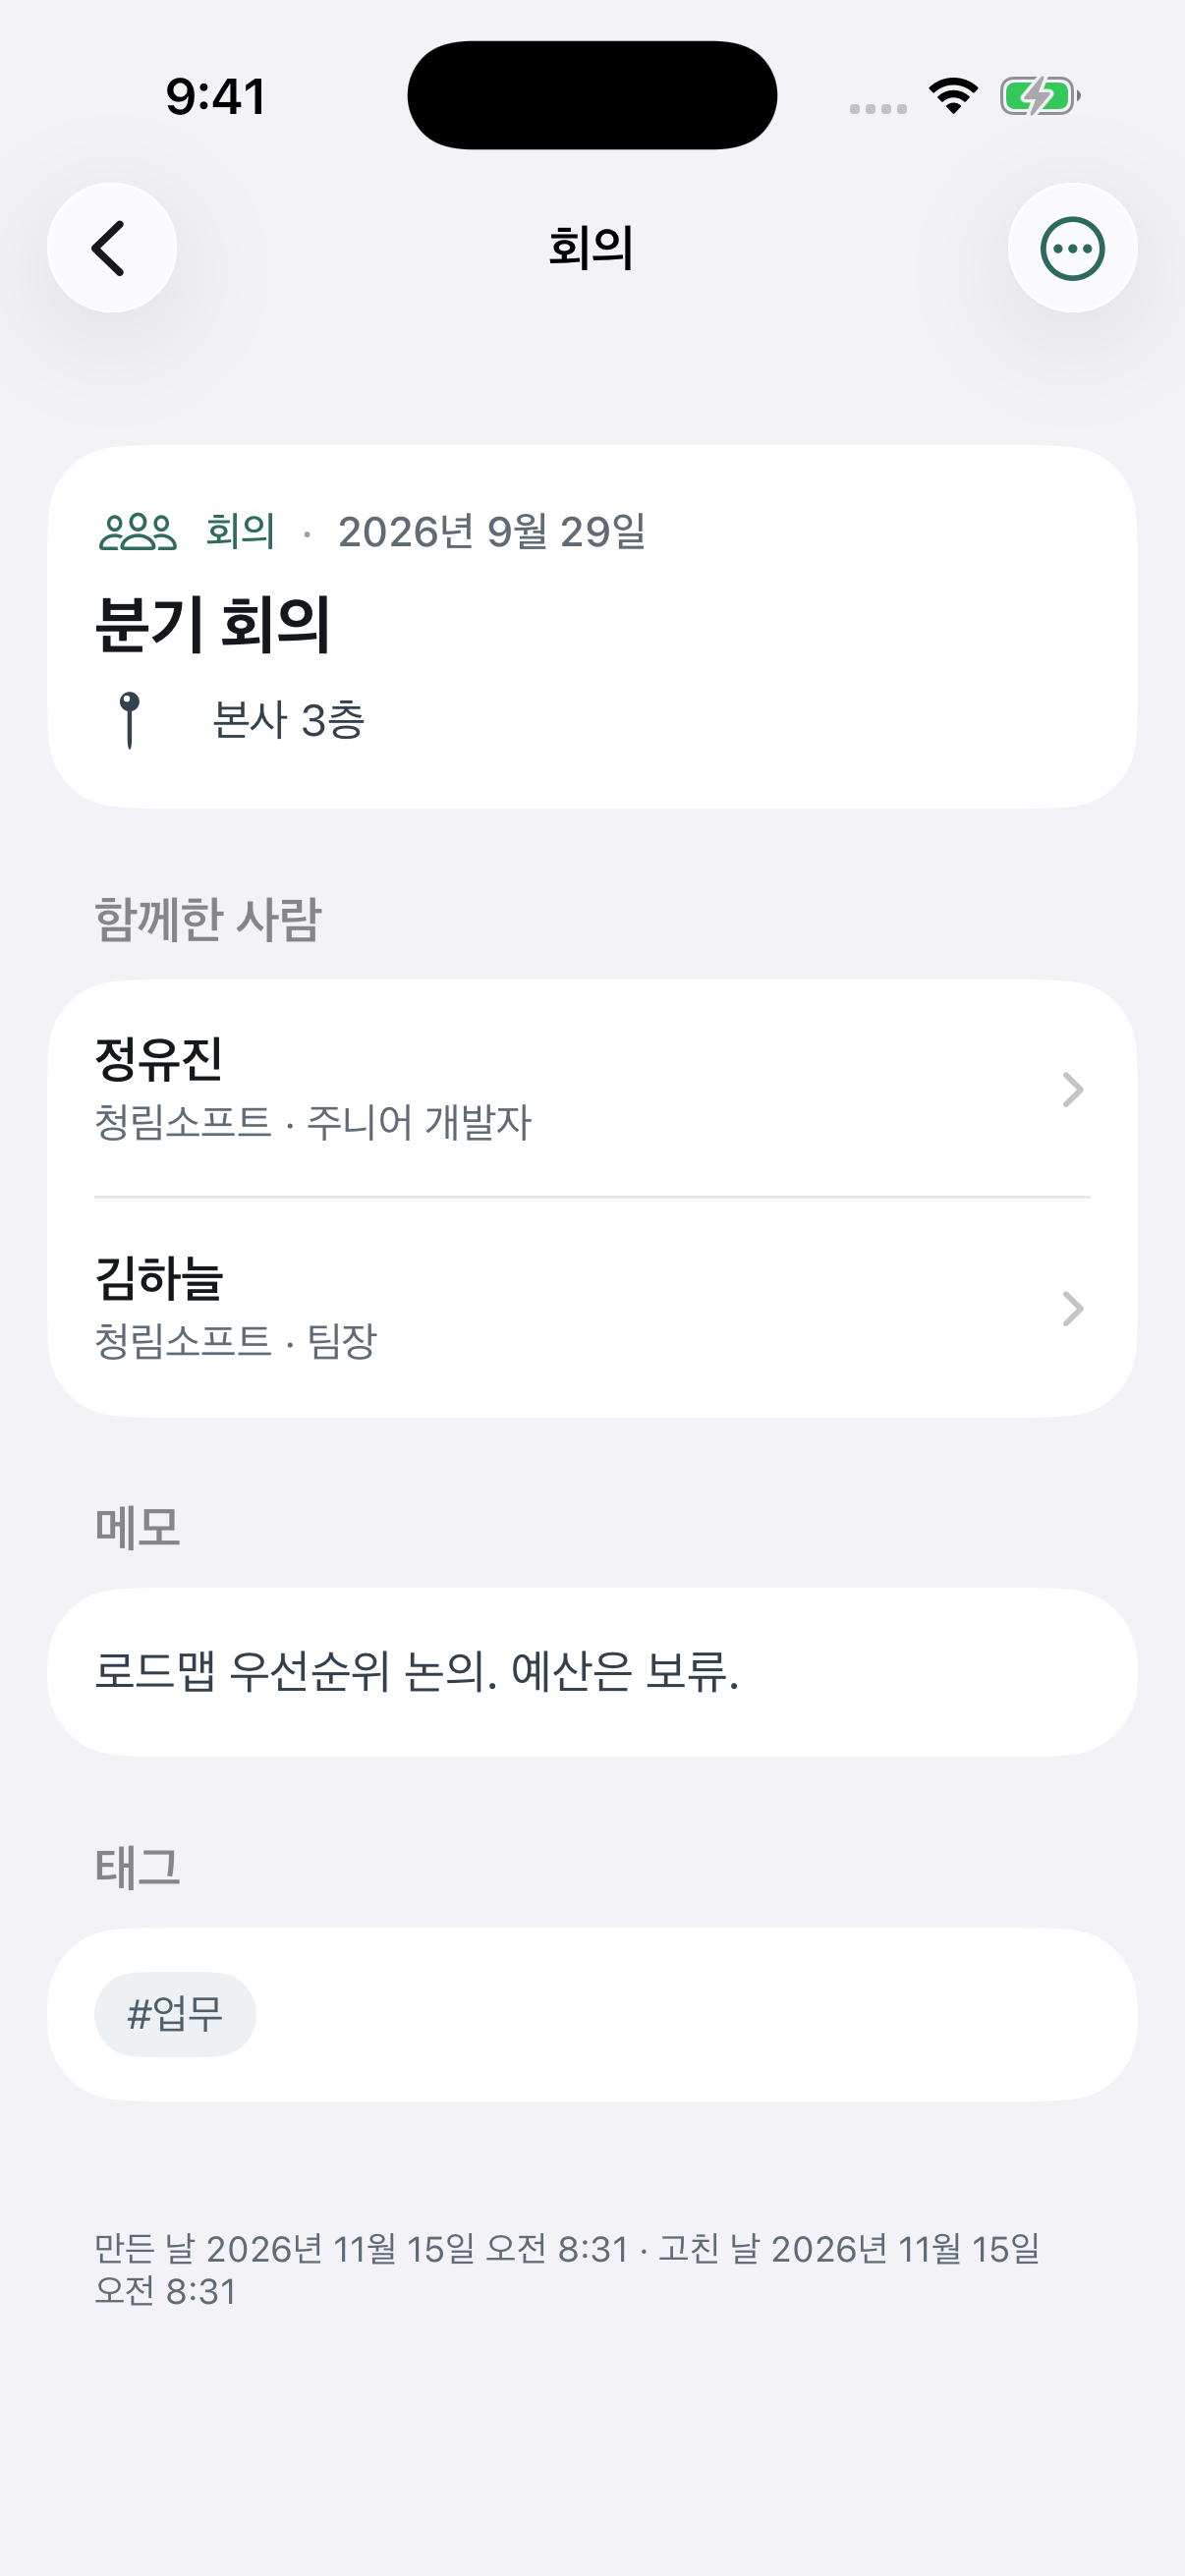 9:41
회의
회의 · 2026년 9월 29일
분기 회의
본사 3층
함께한 사람
정유진
청림소프트 · 주니어 개발자
김하늘
청림소프트 · 팀장
메모
로드맵 우선순위 논의. 예산은 보류.
태그
#업무
만든 날 2026년 11월 15일 오전 8:31 · 고친 날 2026년 11월 15일
오전 8:31